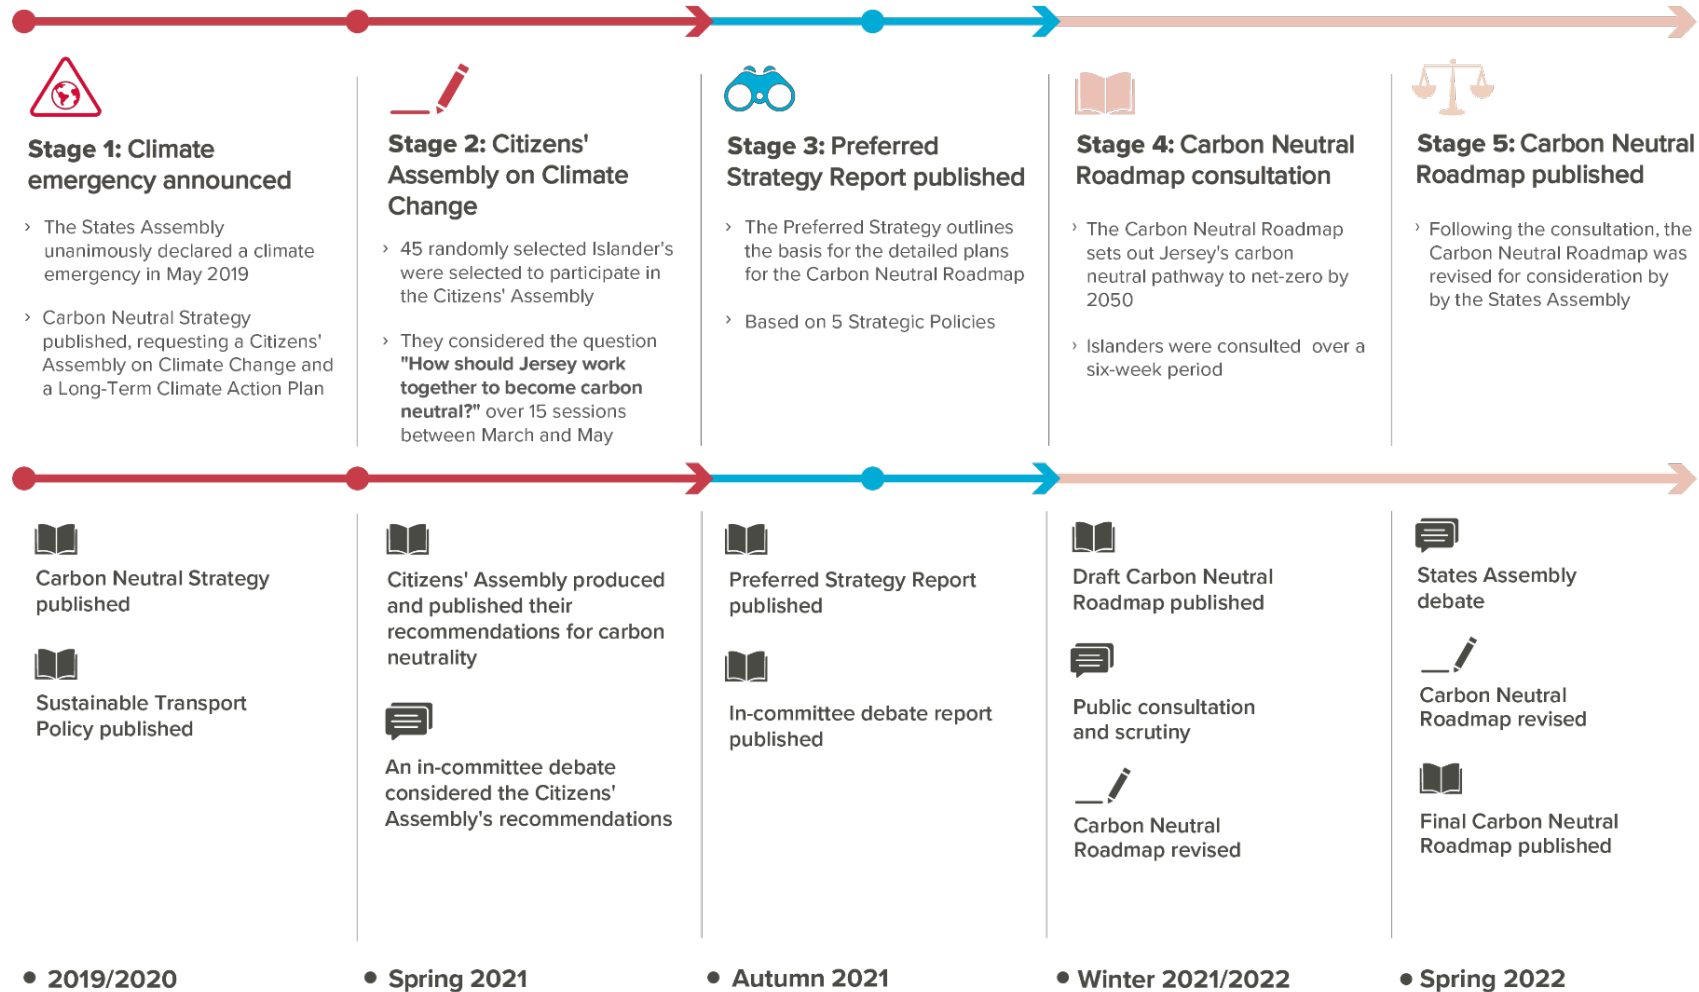 Stage 1: Climate
emergency announced
› The States Assembly
unanimously declared a climate
emergency in May 2019
› Carbon Neutral Strategy
published, requesting a Citizens'
Assembly on Climate Change and
a Long-Term Climate Action Plan
Stage 2: Citizens'
Assembly on Climate
Change
› 45 randomly selected Islander's
were selected to participate in
the Citizens' Assembly
› They considered the question
"How should Jersey work
together to become carbon
neutral?" over 15 sessions
between March and May
Stage 3: Preferred
Strategy Report published
› The Preferred Strategy outlines
the basis for the detailed plans
for the Carbon Neutral Roadmap
› Based on 5 Strategic Policies
Stage 4: Carbon Neutral
Roadmap consultation
› The Carbon Neutral Roadmap
sets out Jersey's carbon
neutral pathway to net-zero by
2050
› Islanders were consulted over a
six-week period
Stage 5: Carbon Neutral
Roadmap published
› Following the consultation, the
Carbon Neutral Roadmap was
revised for consideration by
by the States Assembly
Carbon Neutral Strategy
published
Sustainable Transport
Policy published
Citizens' Assembly produced
and published their
recommendations for carbon
neutrality
An in-committee debate
considered the Citizens'
Assembly's recommendations
Preferred Strategy Report
published
In-committee debate report
published
Draft Carbon Neutral
Roadmap published
Public consultation
and scrutiny
Carbon Neutral
Roadmap revised
States Assembly
debate
Carbon Neutral
Roadmap revised
Final Carbon Neutral
Roadmap published
• 2019/2020
• Spring 2021
• Autumn 2021
• Winter 2021/2022
• Spring 2022